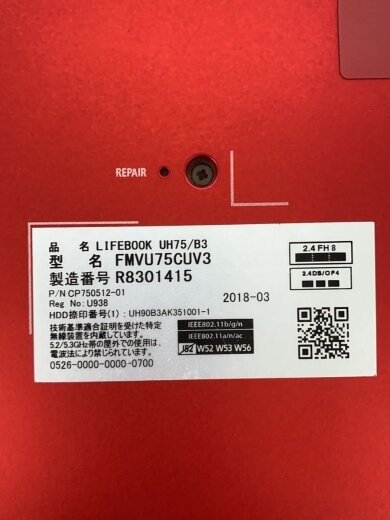 REPAIR
品 名 LIFEBOOK UH75/B3
型 名 FMVU75CUV3
製造番号 R8301415
P/N CP750512-01
Reg No: U938
2018-03
HDD捺印番号(1) : UH90B3AK351001-1
技術基準適合証明を受けた特定
無線装置を内蔵しています。
5.2/5.3GHz帯の屋外での使用は、
電波法により禁じられています。
0526-0000-0000-0700
2.4FH8
2.4DS/OF4
IEEE802.11b/g/n
IEEE802.11a/n/ac
J52 W52 W53 W56